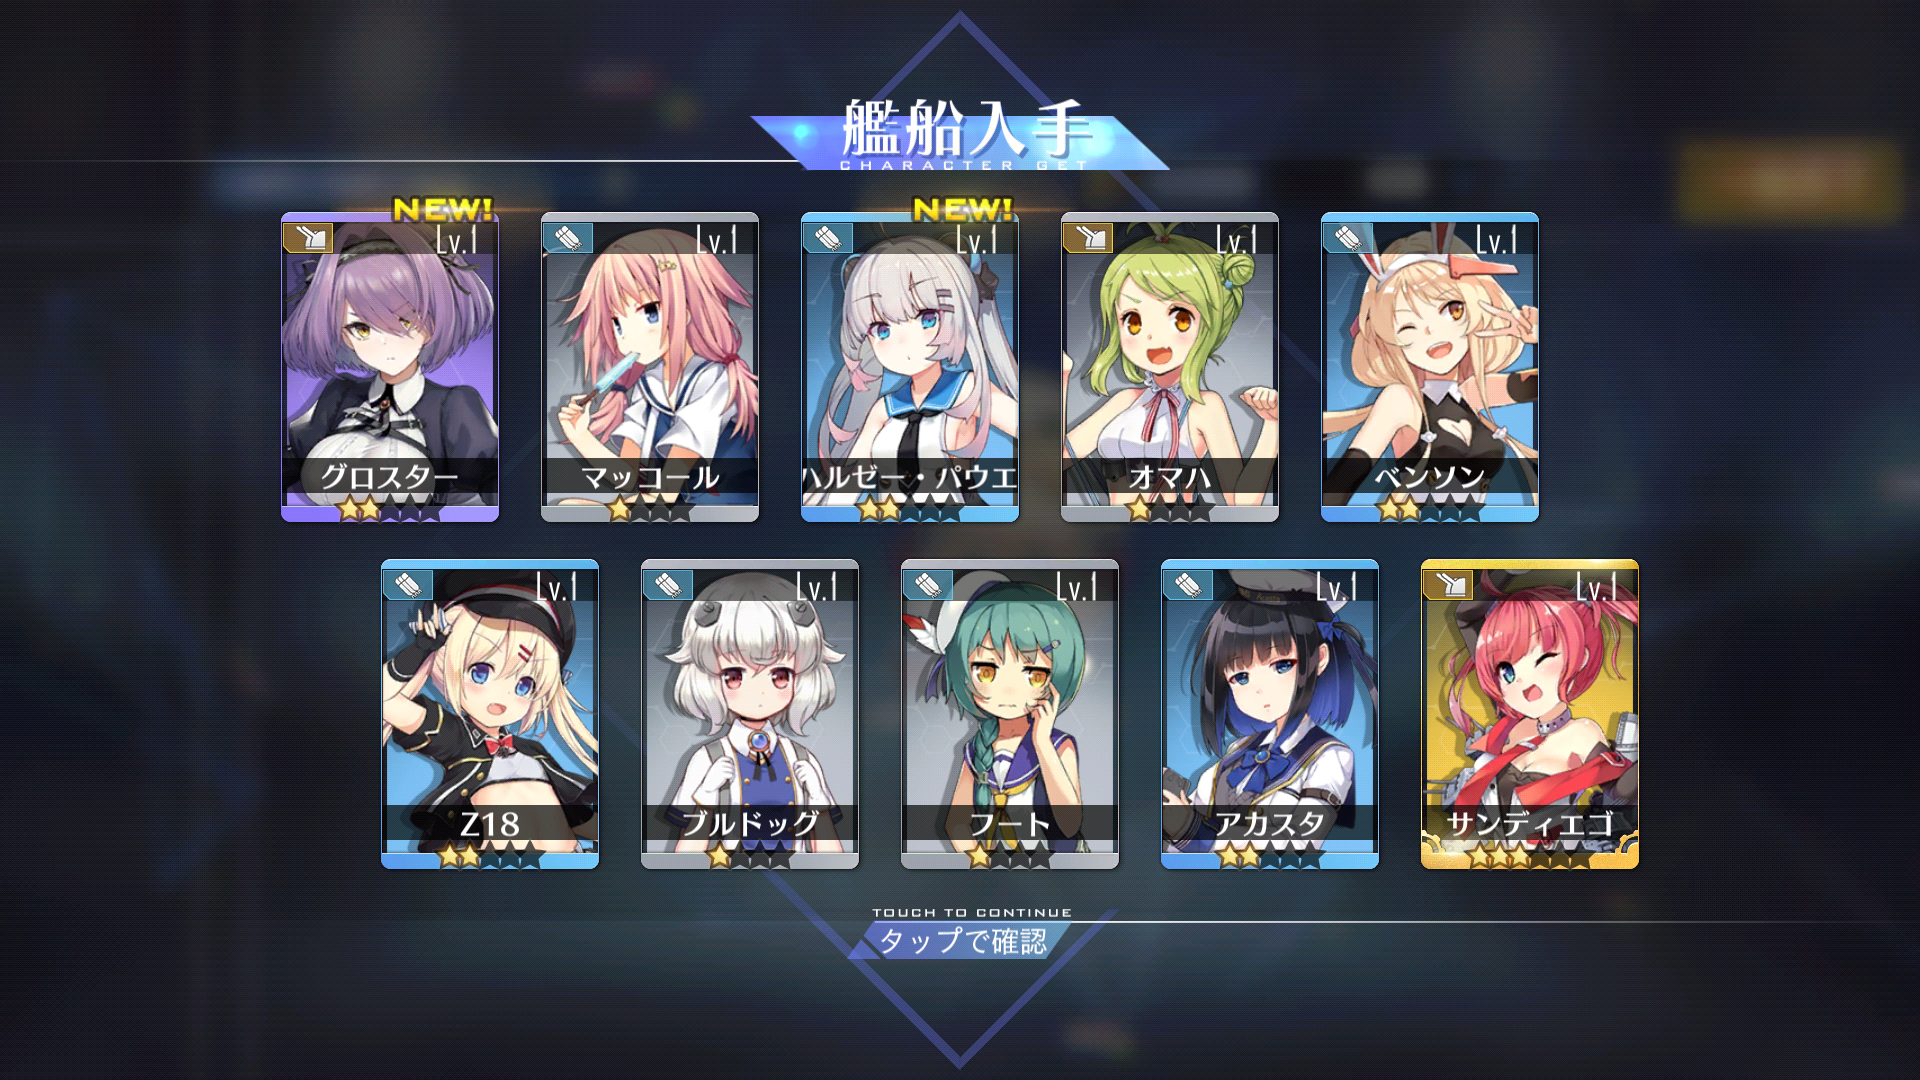 艦船入手
CHARACTER GET
NEW!
NEW!
Lv.1
Lv.1
Lv.1
Lv.1
Lv.1
グロスター
マッコール
ハルゼー・パウエ
オマハ
ベンソン
Lv.1
Lv.1
Lv.1
Lv.1
Lv.1
Z18
ブルドッグ
フート
アカスタ
サンディエゴ
TOUCH TO CONTINUE
タップで確認